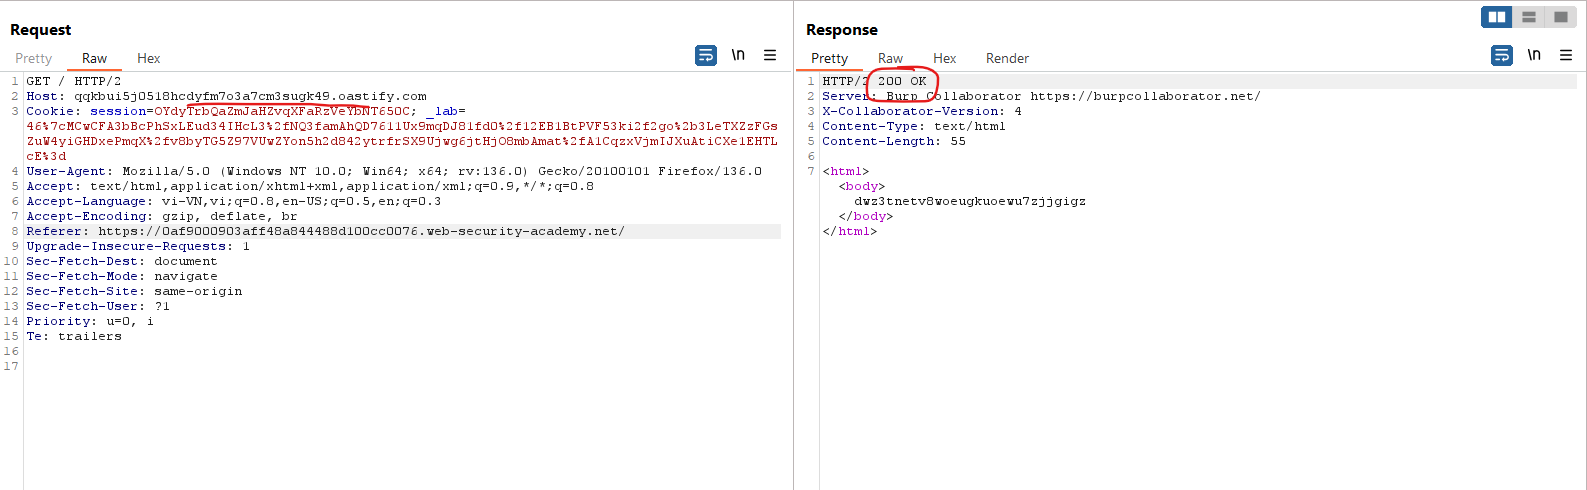 Request
Pretty Raw Hex
\n
1 GET / HTTP/2
2 Host: qqkbui5j0518hcdyfm7o3a7cm3sugk49.oastify.com
3 Cookie: session=OYdyTrbQaZmJaHZvqXFaRzVeYbNT650C; _lab=
46%7cMCwCFA3bBcPhSxLEud34IHcL3%2fNQ3famAhQD7611Ux9mqDJ81fd0%2f12EB1BtPVF53ki2f2go%2b3LeTXZzFGs
ZuW4yiGHDxePmqX%2fv8byTG5Z97VUwZYon5h2d842ytrfrSX9Ujwg6jtHjO8mbAmat%2fA1CqzxVjmIJXuAtiCXe1EHTL
cE%3d
4 User-Agent: Mozilla/5.0 (Windows NT 10.0; Win64; x64; rv:136.0) Gecko/20100101 Firefox/136.0
5 Accept: text/html,application/xhtml+xml,application/xml;q=0.9,*/*;q=0.8
6 Accept-Language: vi-VN,vi;q=0.8,en-US;q=0.5,en;q=0.3
7 Accept-Encoding: gzip, deflate, br
8 Referer: https://0af9000903aff48a844488d100cc0076.web-security-academy.net/
9 Upgrade-Insecure-Requests: 1
10 Sec-Fetch-Dest: document
11 Sec-Fetch-Mode: navigate
12 Sec-Fetch-Site: same-origin
13 Sec-Fetch-User: ?1
14 Priority: u=0, i
15 Te: trailers
16
17
Response
Pretty Raw Hex Render
\n
1 HTTP/2 200 OK
2 Server: Burp Collaborator https://burpcollaborator.net/
3 X-Collaborator-Version: 4
4 Content-Type: text/html
5 Content-Length: 55
6
7 <html>
<body>
dwz3tnetv8woeugkuoewu7zjjgigz
</body>
</html>